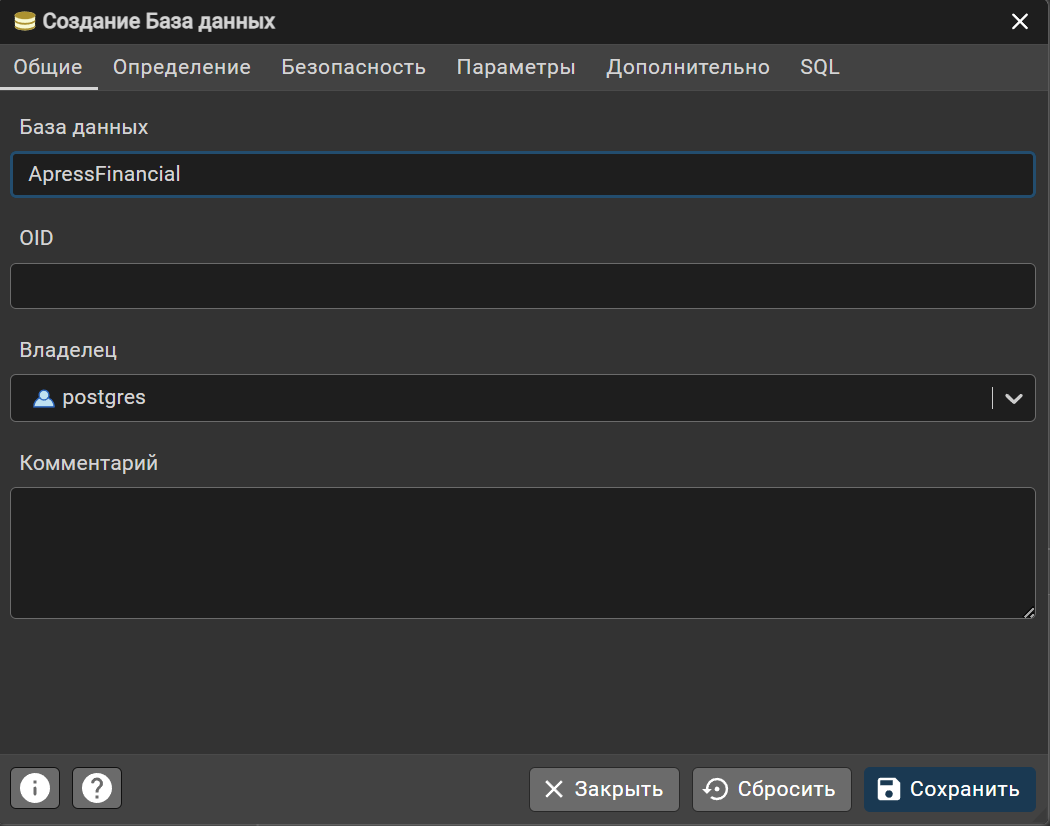 Создание База данных
Общие Определение Безопасность Параметры Дополнительно SQL
База данных
ApressFinancial
OID
Владелец
postgres
Комментарий
Закрыть Сбросить Сохранить